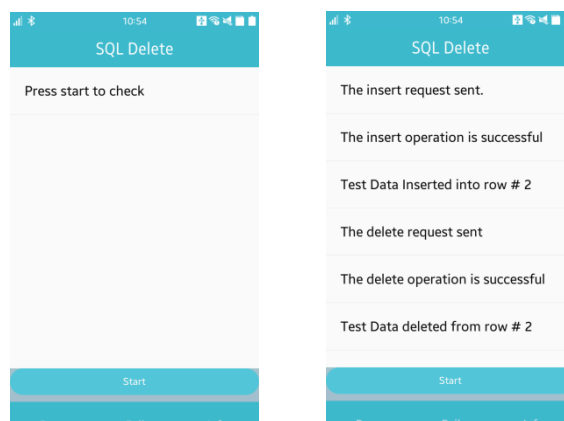 10:54
SQL Delete
Press start to check
Start
10:54
SQL Delete
The insert request sent.
The insert operation is successful
Test Data Inserted into row # 2
The delete request sent
The delete operation is successful
Test Data deleted from row # 2
Start